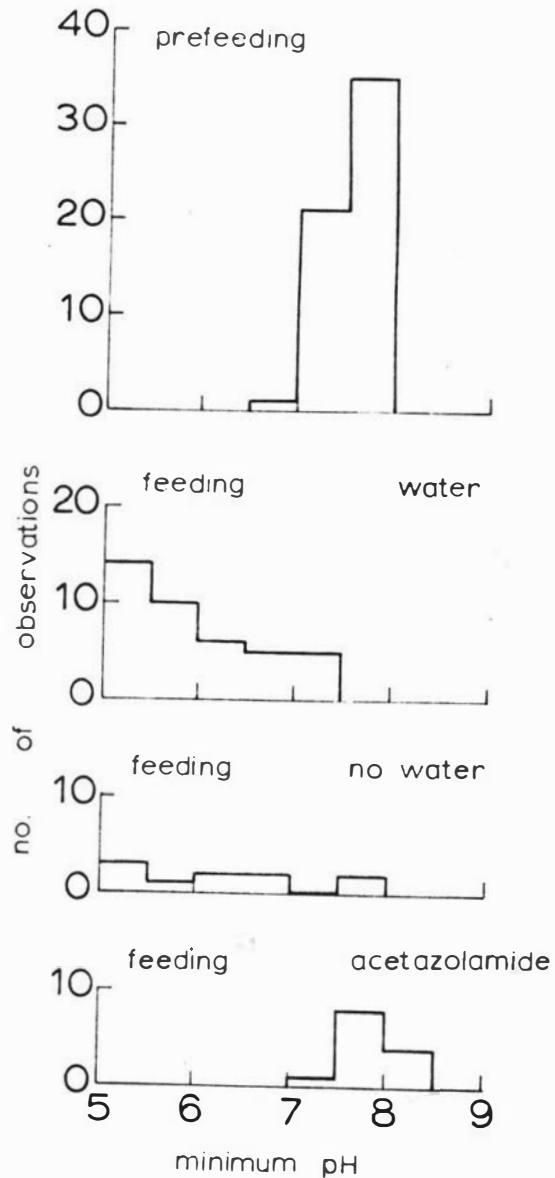 40
prefeeding
30
20
10
0
feeding water
20
10
0
feeding no water
10
0
feeding acetazolamide
10
0
5 6 7 8 9
minimum pH
no. of observations